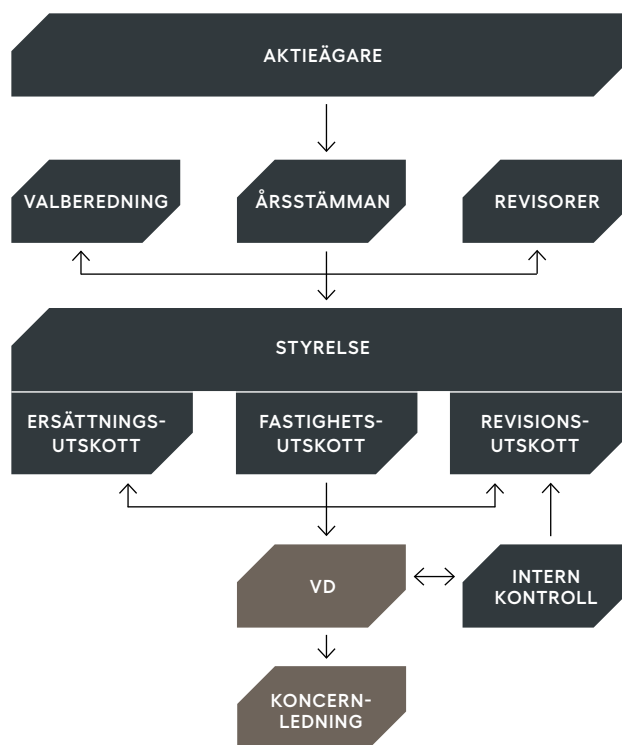 AKTIEÄGARE
VALBEREDNING
ÅRSSTÄMMAN
REVISORER
STYRELSE
ERSÄTTNINGS-
UTSKOTT
FASTIGHETS-
UTSKOTT
REVISIONS-
UTSKOTT
VD
INTERN
KONTROLL
KONCERN-
LEDNING